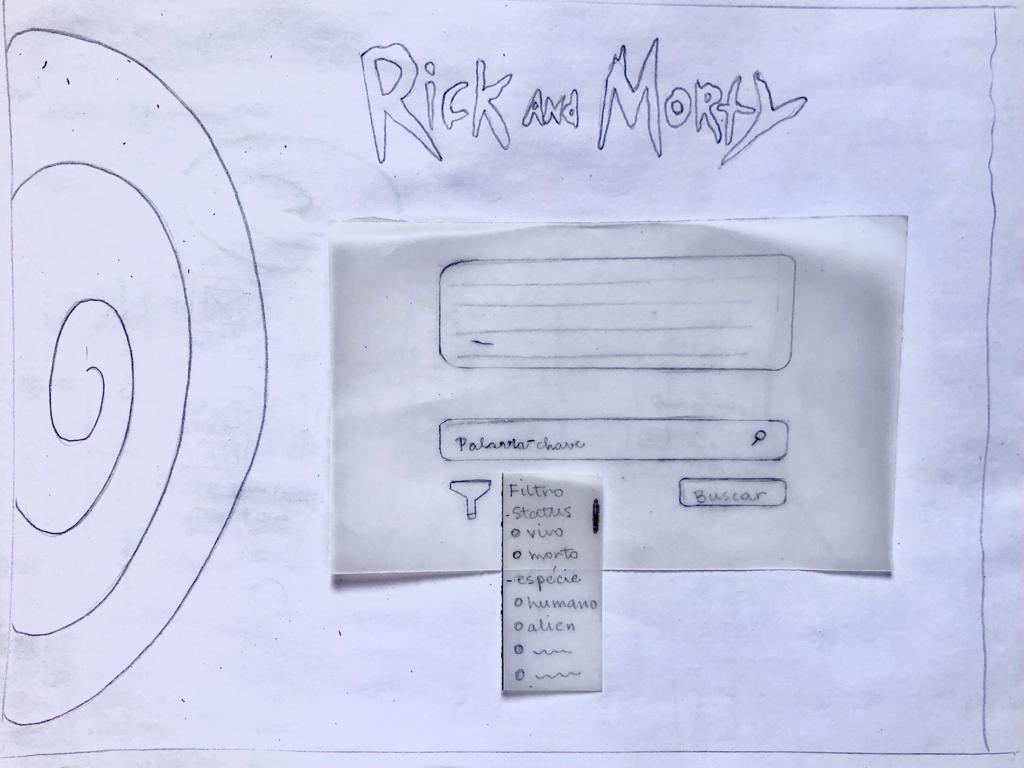 Rick and Morty
Palavra-chave
Buscar
Filtro
-Status
vivo
morto
-espécie
humano
alien